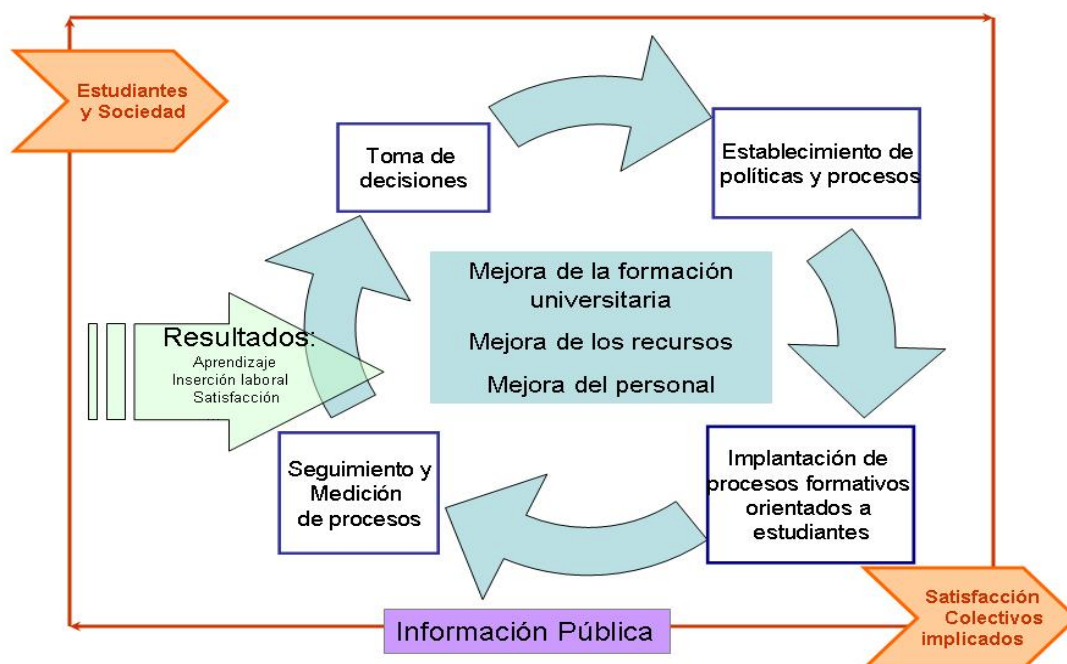 Estudiantes
y Sociedad
Toma de
decisiones
Establecimiento de
políticas y procesos
Mejora de la formación
universitaria
Mejora de los recursos
Mejora del personal
Resultados:
Aprendizaje
Inserción laboral
Satisfacción
Seguimiento y
Medición
de procesos
Implantación de
procesos formativos
orientados a
estudiantes
Satisfacción
Colectivos
implicados
Información Pública